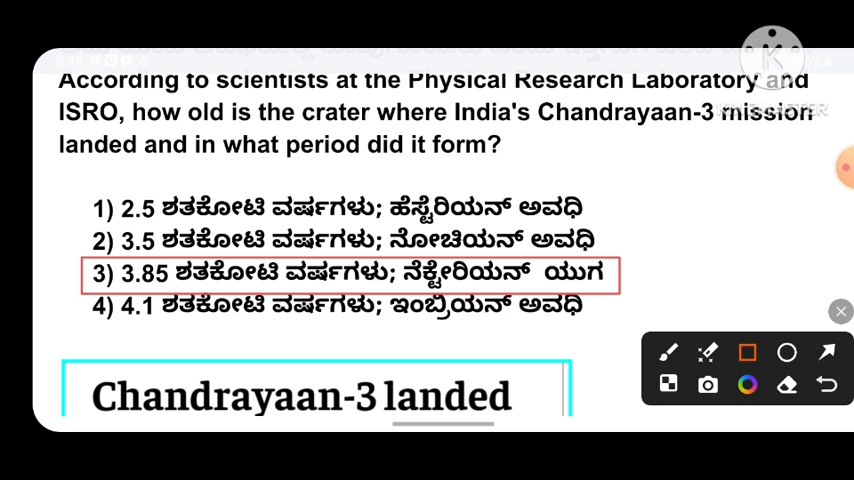 According to scientists at the Physical Research Laboratory and
ISRO, how old is the crater where India's Chandrayaan-3 mission
landed and in what period did it form?
1) 2.5 ಶತಕೋಟಿ ವರ್ಷಗಳು; ಹೆಸ್ಟೆರಿಯನ್ ಅವಧಿ
2) 3.5 ಶತಕೋಟಿ ವರ್ಷಗಳು; ನೋಚಿಯನ್ ಅವಧಿ
3) 3.85 ಶತಕೋಟಿ ವರ್ಷಗಳು; ನೆಕ್ಟೇರಿಯನ್ ಯುಗ
4) 4.1 ಶತಕೋಟಿ ವರ್ಷಗಳು; ಇಂಬ್ರಿಯನ್ ಅವಧಿ
Chandrayaan-3 landed